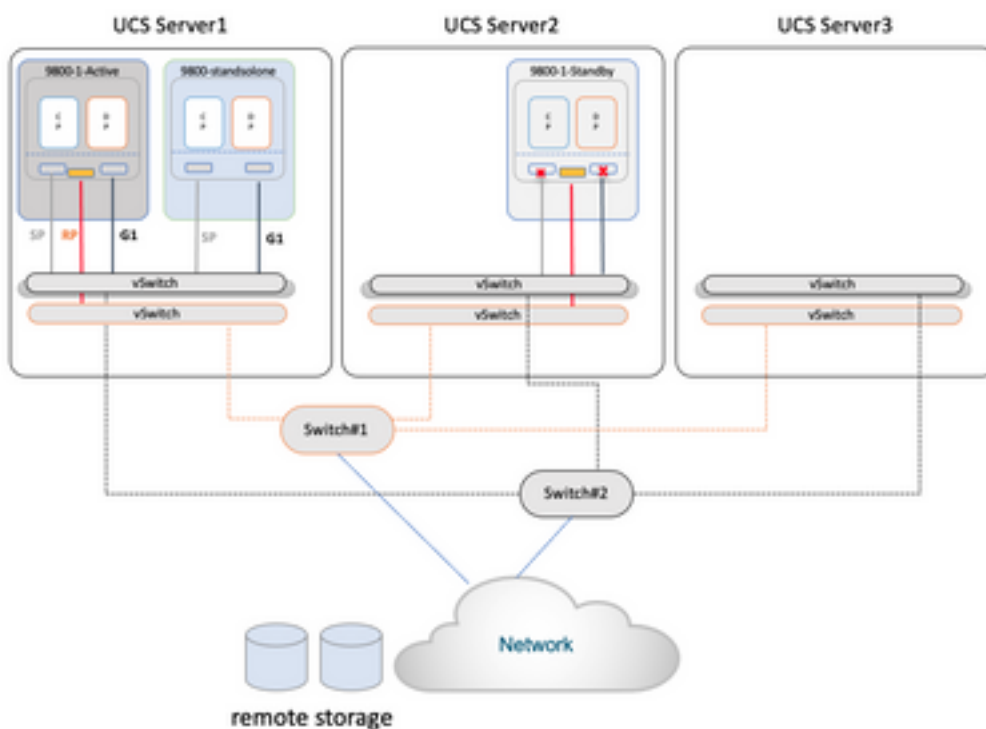 UCS Server1
UCS Server2
UCS Server3
9800-1-Active
9800-standsolone
9800-1-Standby
C
P
D
P
C
P
D
P
C
P
D
P
SP
RP
G1
SP
G1
vSwitch
vSwitch
vSwitch
vSwitch
vSwitch
vSwitch
Switch#1
Switch#2
Network
remote storage